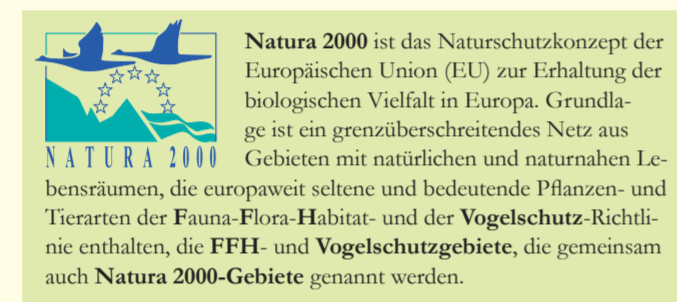 Natura 2000 ist das Naturschutzkonzept der
Europäischen Union (EU) zur Erhaltung der
biologischen Vielfalt in Europa. Grundla-
ge ist ein grenzüberschreitendes Netz aus
NATURA 2000
Gebieten mit natürlichen und naturnahen Le-
bensräumen, die europaweit seltene und bedeutende Pflanzen- und
Tierarten der Fauna-Flora-Habitat- und der Vogelschutz-Richtli-
nie enthalten, die FFH- und Vogelschutzgebiete, die gemeinsam
auch Natura 2000-Gebiete genannt werden.